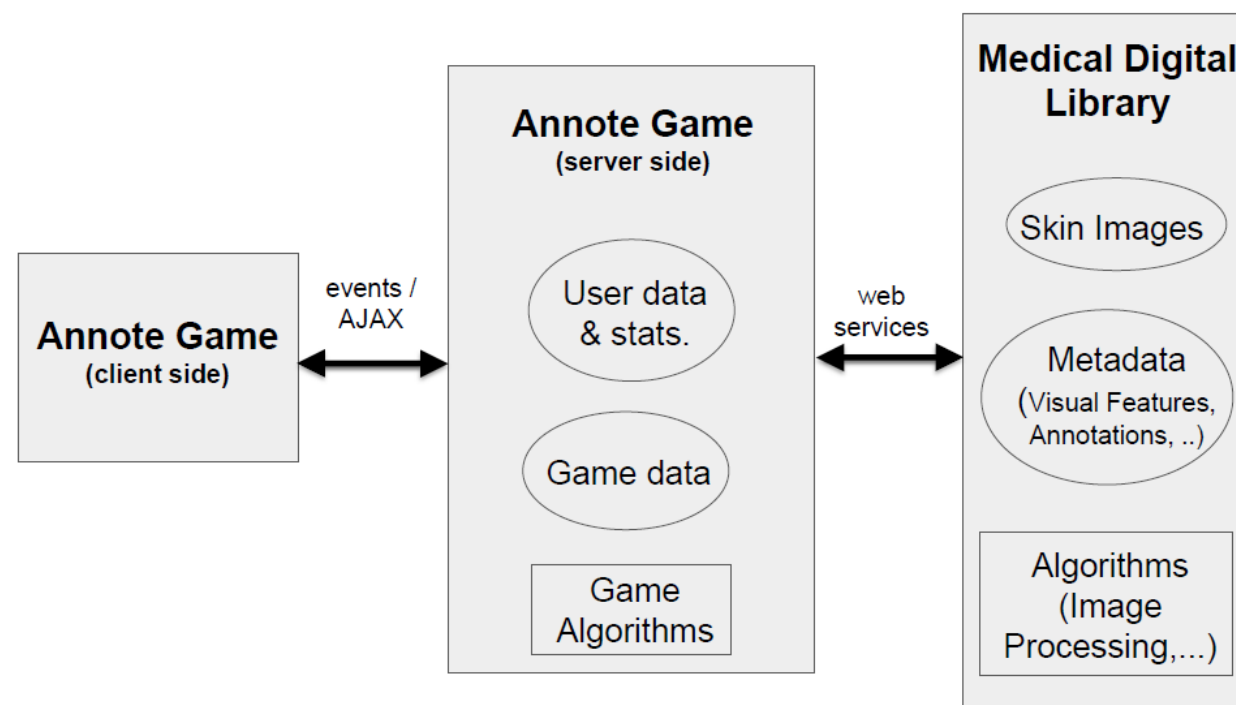 Annote Game
(client side)
events /
AJAX
Annote Game
(server side)
User data
& stats.
Game data
Game
Algorithms
web
services
Medical Digital
Library
Skin Images
Metadata
(Visual Features,
Annotations, ..)
Algorithms
(Image
Processing,...)